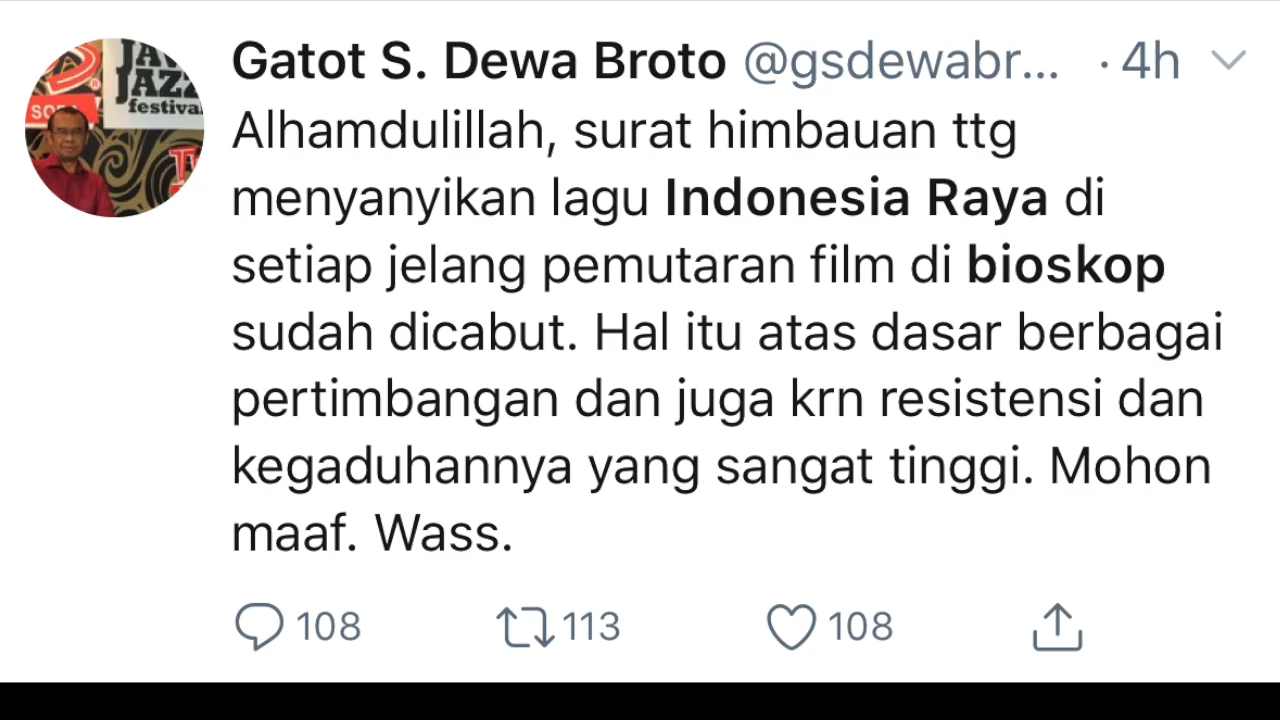 Gatot S. Dewa Broto @gsdewabr... · 4h
Alhamdulillah, surat himbauan ttg
menyanyikan lagu Indonesia Raya di
setiap jelang pemutaran film di bioskop
sudah dicabut. Hal itu atas dasar berbagai
pertimbangan dan juga krn resistensi dan
kegaduhannya yang sangat tinggi. Mohon
maaf. Wass.
108 113 108
JAZZ
festival